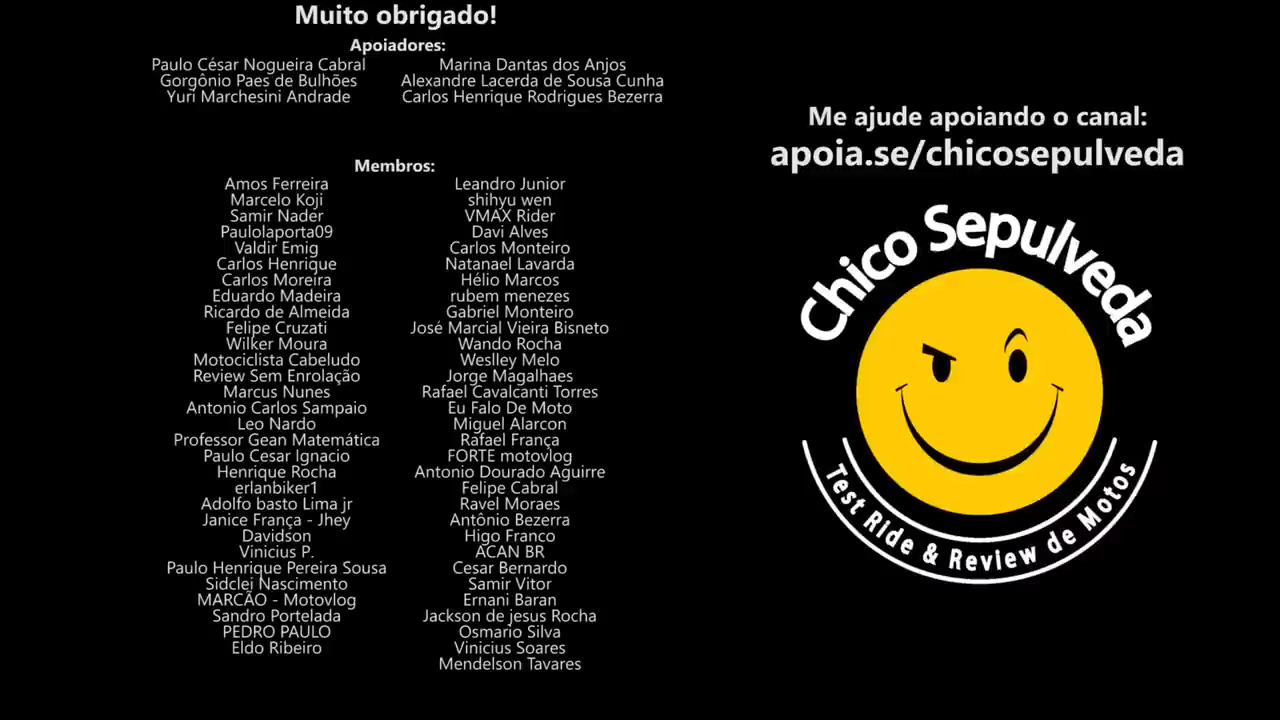 Muito obrigado!
Apoiadores:
Paulo César Nogueira Cabral
Gorgônio Paes de Bulhões
Yuri Marchesini Andrade
Marina Dantas dos Anjos
Alexandre Lacerda de Sousa Cunha
Carlos Henrique Rodrigues Bezerra
Membros:
Amos Ferreira
Marcelo Koji
Samir Nader
Paulolaporta09
Valdir Emig
Carlos Henrique
Carlos Moreira
Eduardo Madeira
Ricardo de Almeida
Felipe Cruzati
Wilker Moura
Motociclista Cabeludo
Review Sem Enrolação
Marcus Nunes
Antonio Carlos Sampaio
Leo Nardo
Professor Gean Matemática
Paulo Cesar Ignacio
Henrique Rocha
erlanbiker1
Adolfo basto Lima jr
Janice França - Jhey
Davidson
Vinicius P.
Paulo Henrique Pereira Sousa
Sidclei Nascimento
MARCÃO - Motovlog
Sandro Portelada
PEDRO PAULO
Eldo Ribeiro
Leandro Junior
shihyu wen
VMAX Rider
Davi Alves
Carlos Monteiro
Natanael Lavarda
Hélio Marcos
rubem menezes
Gabriel Monteiro
José Marcial Vieira Bisneto
Wando Rocha
Weslley Melo
Jorge Magalhaes
Rafael Cavalcanti Torres
Eu Falo De Moto
Miguel Alarcon
Rafael França
FORTE motovlog
Antonio Dourado Aguirre
Felipe Cabral
Ravel Moraes
Antônio Bezerra
Higo Franco
ACAN BR
Cesar Bernardo
Samir Vitor
Ernani Baran
Jackson de jesus Rocha
Osmario Silva
Vinicius Soares
Mendelson Tavares
Me ajude apoiando o canal:
apoia.se/chicosepulveda
Chico Sepulveda
Test Ride & Review de Motos